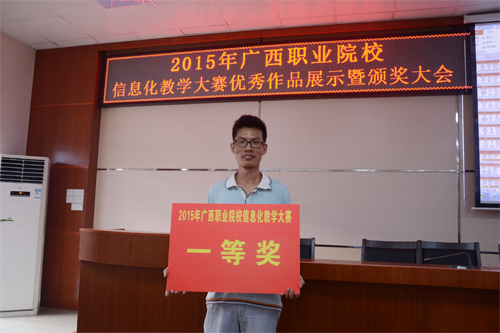 2015年广西职业院校
信息化教学大赛优秀作品展示暨颁奖大会
2015年广西职业院校信息化教学大赛
一等奖